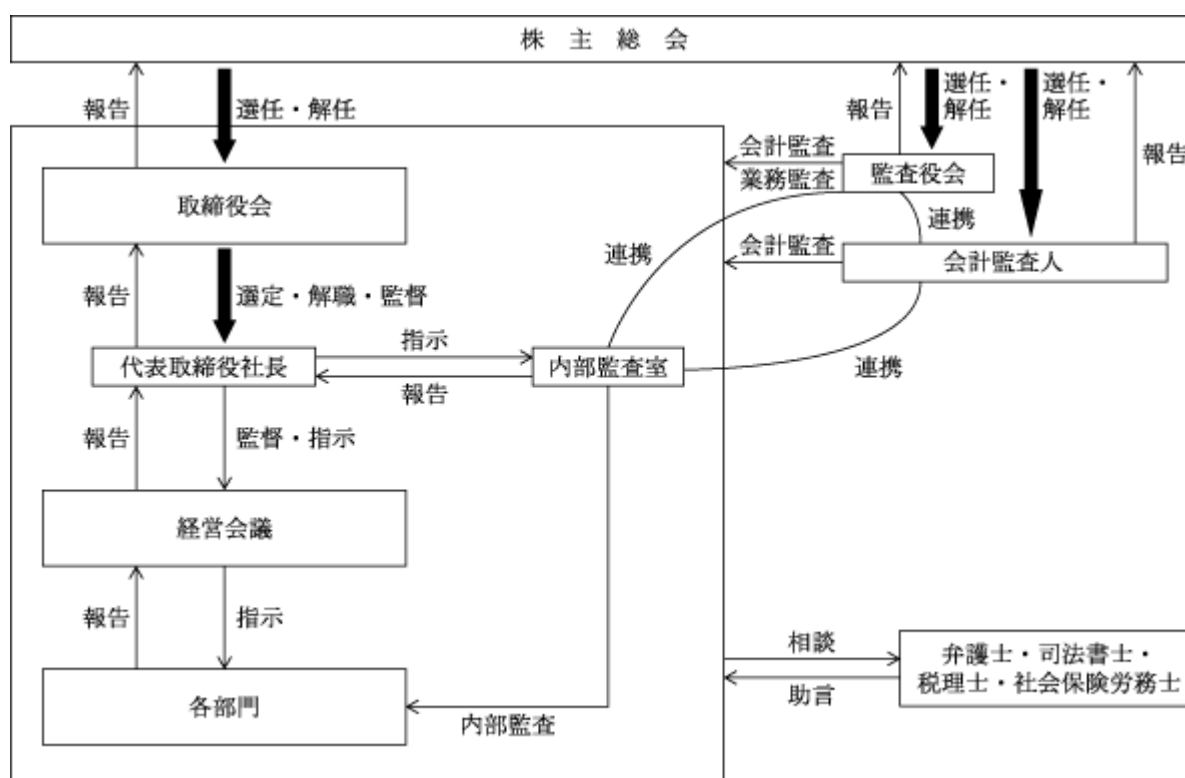 株主総会
報告
選任・解任
報告
選任・
解任
選任・
解任
報告
会計監査
業務監査
監査役会
取締役会
連携
連携
会計監査
会計監査人
報告
選定・解職・監督
代表取締役社長
指示
報告
内部監査室
連携
報告
監督・指示
経営会議
報告
指示
各部門
内部監査
相談
助言
弁護士・司法書士・
税理士・社会保険労務士